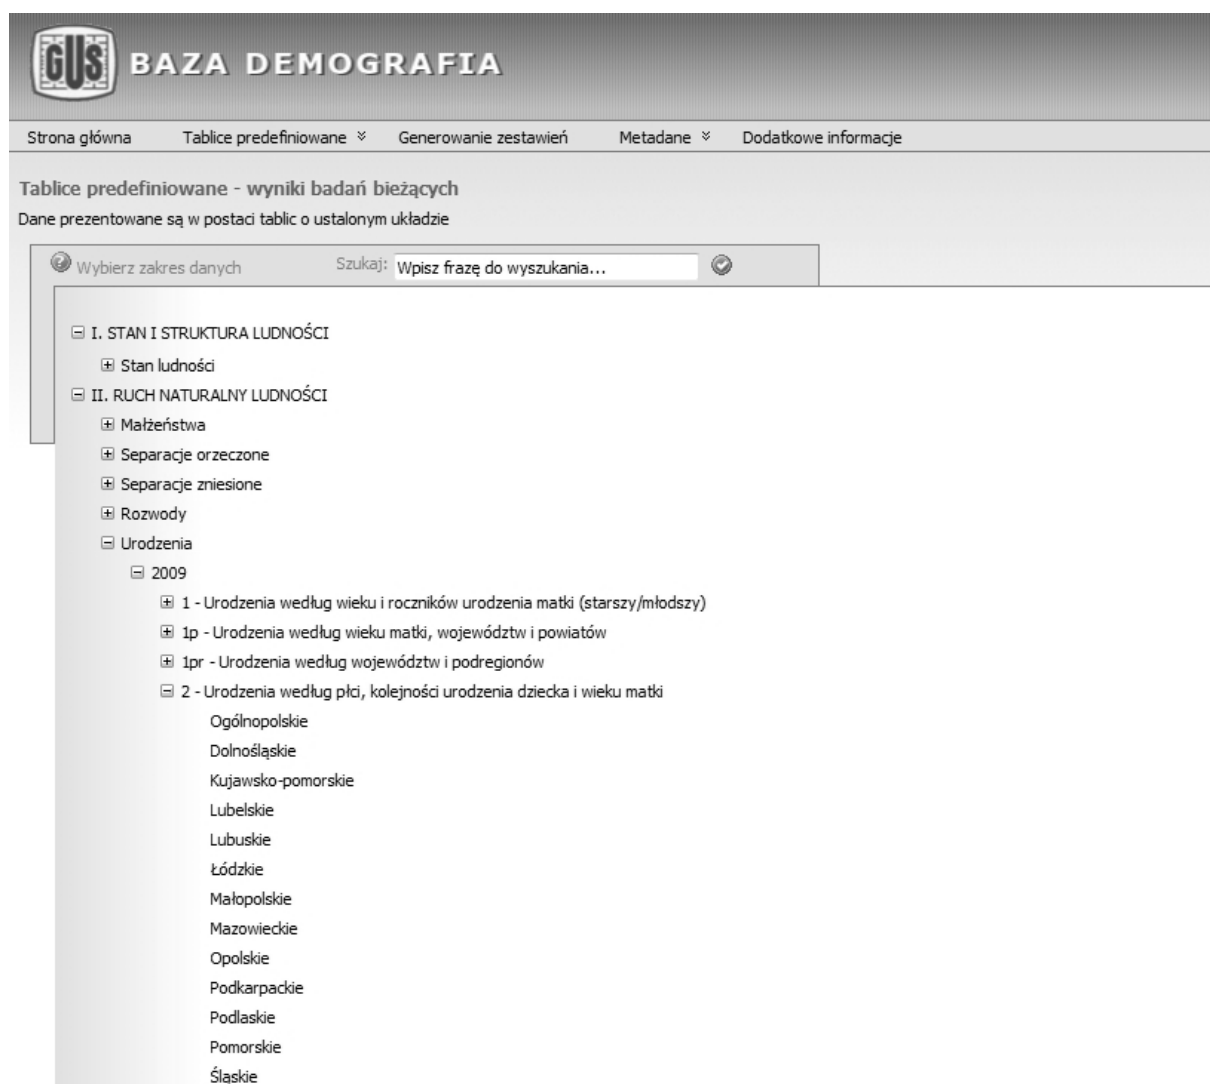 GUS BAZA DEMOGRAFIA
Strona główna Tablice predefiniowane Generowanie zestawień Metadane Dodatkowe informacje
Tablice predefiniowane - wyniki badań bieżących
Dane prezentowane są w postaci tablic o ustalonym układzie
Wybierz zakres danych Szukaj: Wpisz frazę do wyszukania...
I. STAN I STRUKTURA LUDNOŚCI
Stan ludności
II. RUCH NATURALNY LUDNOŚCI
Małżeństwa
Separacje orzeczone
Separacje zniesione
Rozwody
Urodzenia
2009
1 - Urodzenia według wieku i roczników urodzenia matki (starszy/młodszy)
1p - Urodzenia według wieku matki, województw i powiatów
1pr - Urodzenia według województw i podregionów
2 - Urodzenia według płci, kolejności urodzenia dziecka i wieku matki
Ogólnopolskie
Dolnośląskie
Kujawsko-pomorskie
Lubelskie
Lubuskie
Łódzkie
Małopolskie
Mazowieckie
Opolskie
Podkarpackie
Podlaskie
Pomorskie
Śląskie